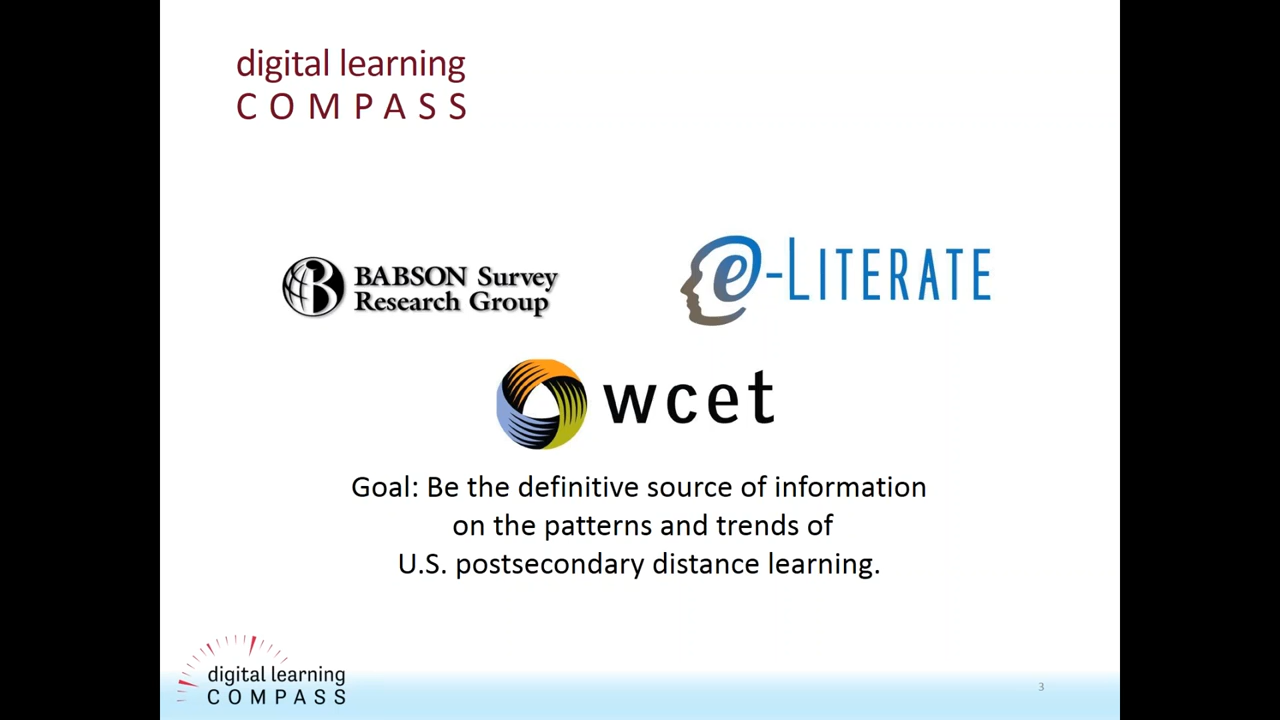 digital learning
COMPASS
BABSON Survey
Research Group
e-LITERATE
wcet
Goal: Be the definitive source of information
on the patterns and trends of
U.S. postsecondary distance learning.
digital learning
COMPASS
3